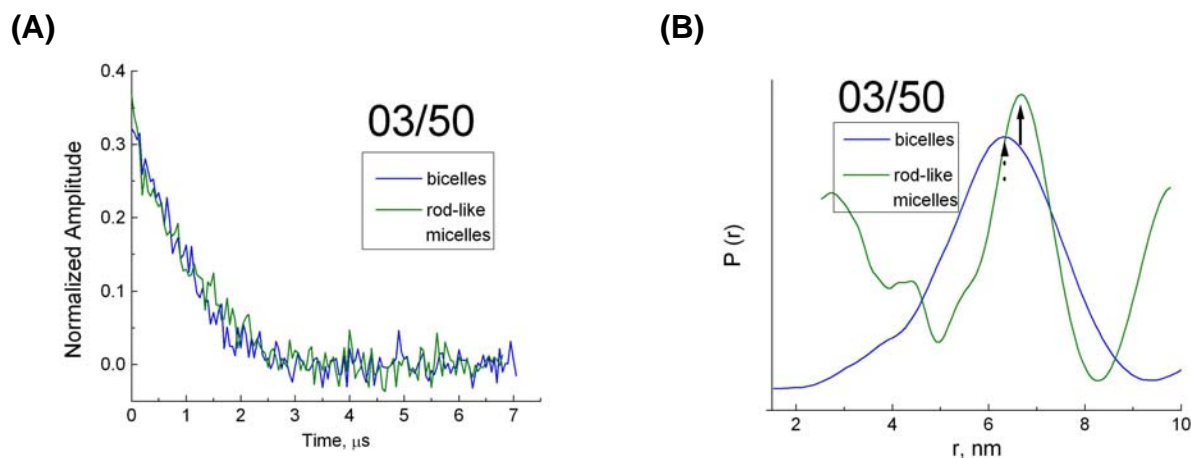 (A)
(B)
0.4
0.3
0.2
0.1
0.0
Normalized Amplitude
03/50
bicelles
rod-like
micelles
0 1 2 3 4 5 6 7
Time, μs
P (r)
03/50
bicelles
rod-like
micelles
2 4 6 8 10
r, nm